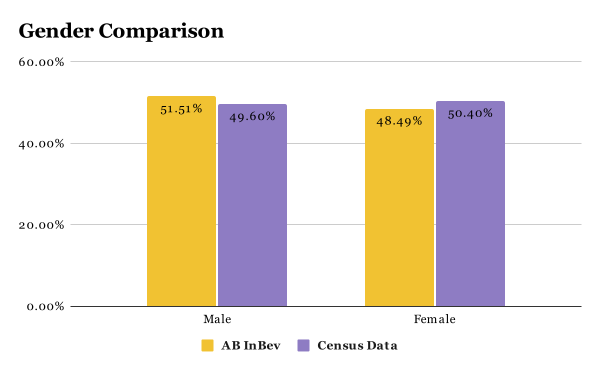 Gender Comparison
60.00%
51.51%
49.60%
48.49%
50.40%
40.00%
20.00%
0.00%
Male
Female
AB InBev
Census Data